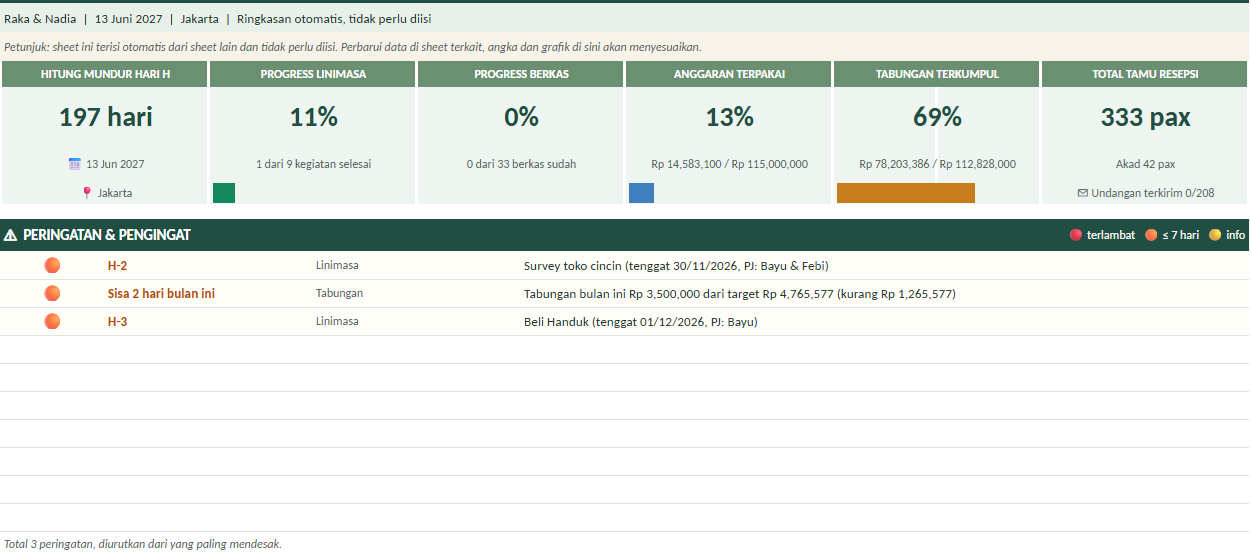 Raka & Nadia | 13 Juni 2027 | Jakarta | Ringkasan otomatis, tidak perlu diisi
Petunjuk: sheet ini terisi otomatis dari sheet lain dan tidak perlu diisi. Perbarui data di sheet terkait, angka dan grafik di sini akan menyesuaikan.
HITUNG MUNDUR HARI H PROGRESS LINIMASA PROGRESS BERKAS ANGGARAN TERPAKAI TABUNGAN TERKUMPUL TOTAL TAMU RESEPSI
197 hari 11% 0% 13% 69% 333 pax
13 Jun 2027 1 dari 9 kegiatan selesai 0 dari 33 berkas sudah Rp 14,583,100 / Rp 115,000,000 Rp 78,203,386 / Rp 112,828,000 Akad 42 pax
Jakarta Undangan terkirim 0/208
PERINGATAN & PENGINGAT terlambat ≤ 7 hari info
H-2 Linimasa Survey toko cincin (tenggat 30/11/2026, PJ: Bayu & Febi)
Sisa 2 hari bulan ini Tabungan Tabungan bulan ini Rp 3,500,000 dari target Rp 4,765,577 (kurang Rp 1,265,577)
H-3 Linimasa Beli Handuk (tenggat 01/12/2026, PJ: Bayu)
Total 3 peringatan, diurutkan dari yang paling mendesak.